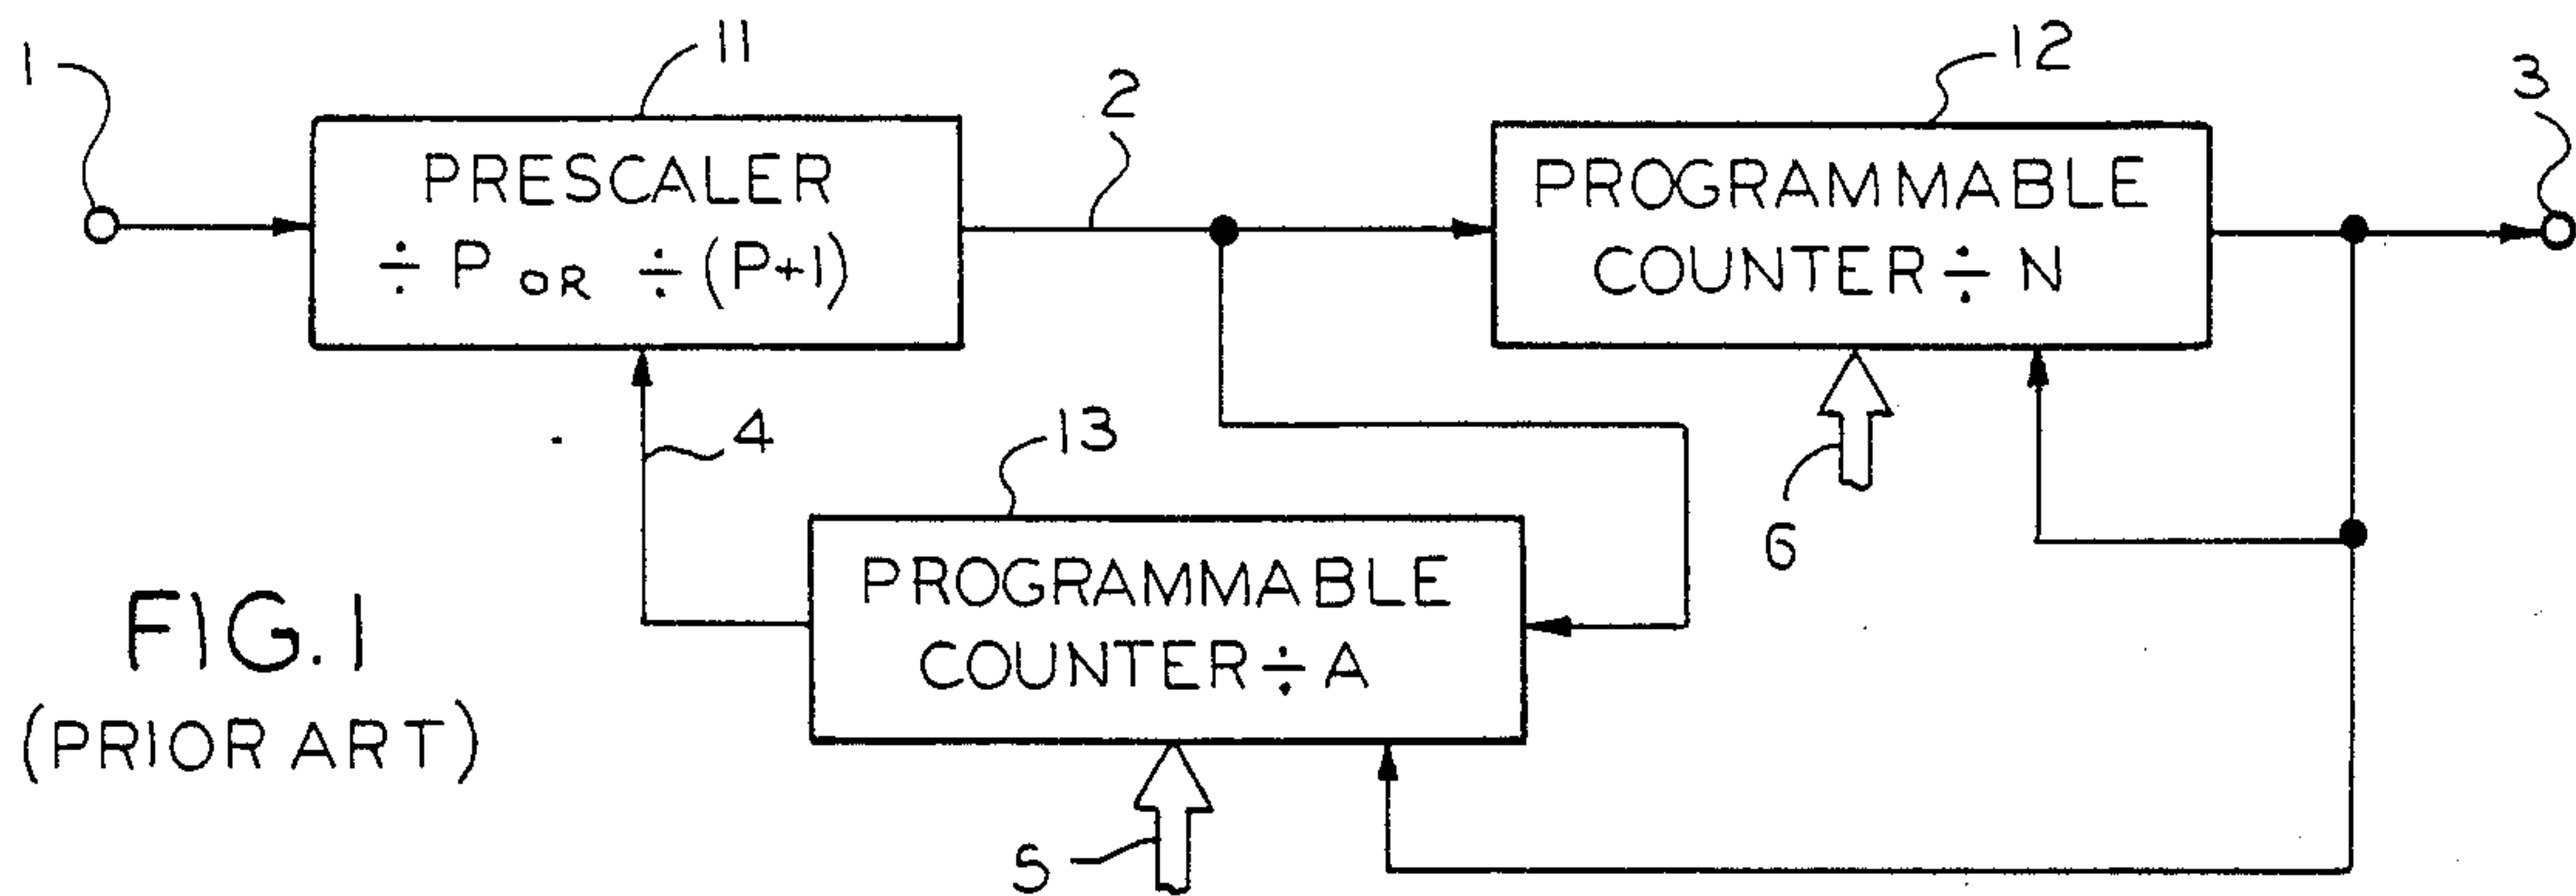 1
11
2
12
3
PRESCALER
÷ P OR ÷ (P+1)
PROGRAMMABLE
COUNTER ÷ N
4
13
6
PROGRAMMABLE
COUNTER ÷ A
5
FIG. 1
(PRIOR ART)